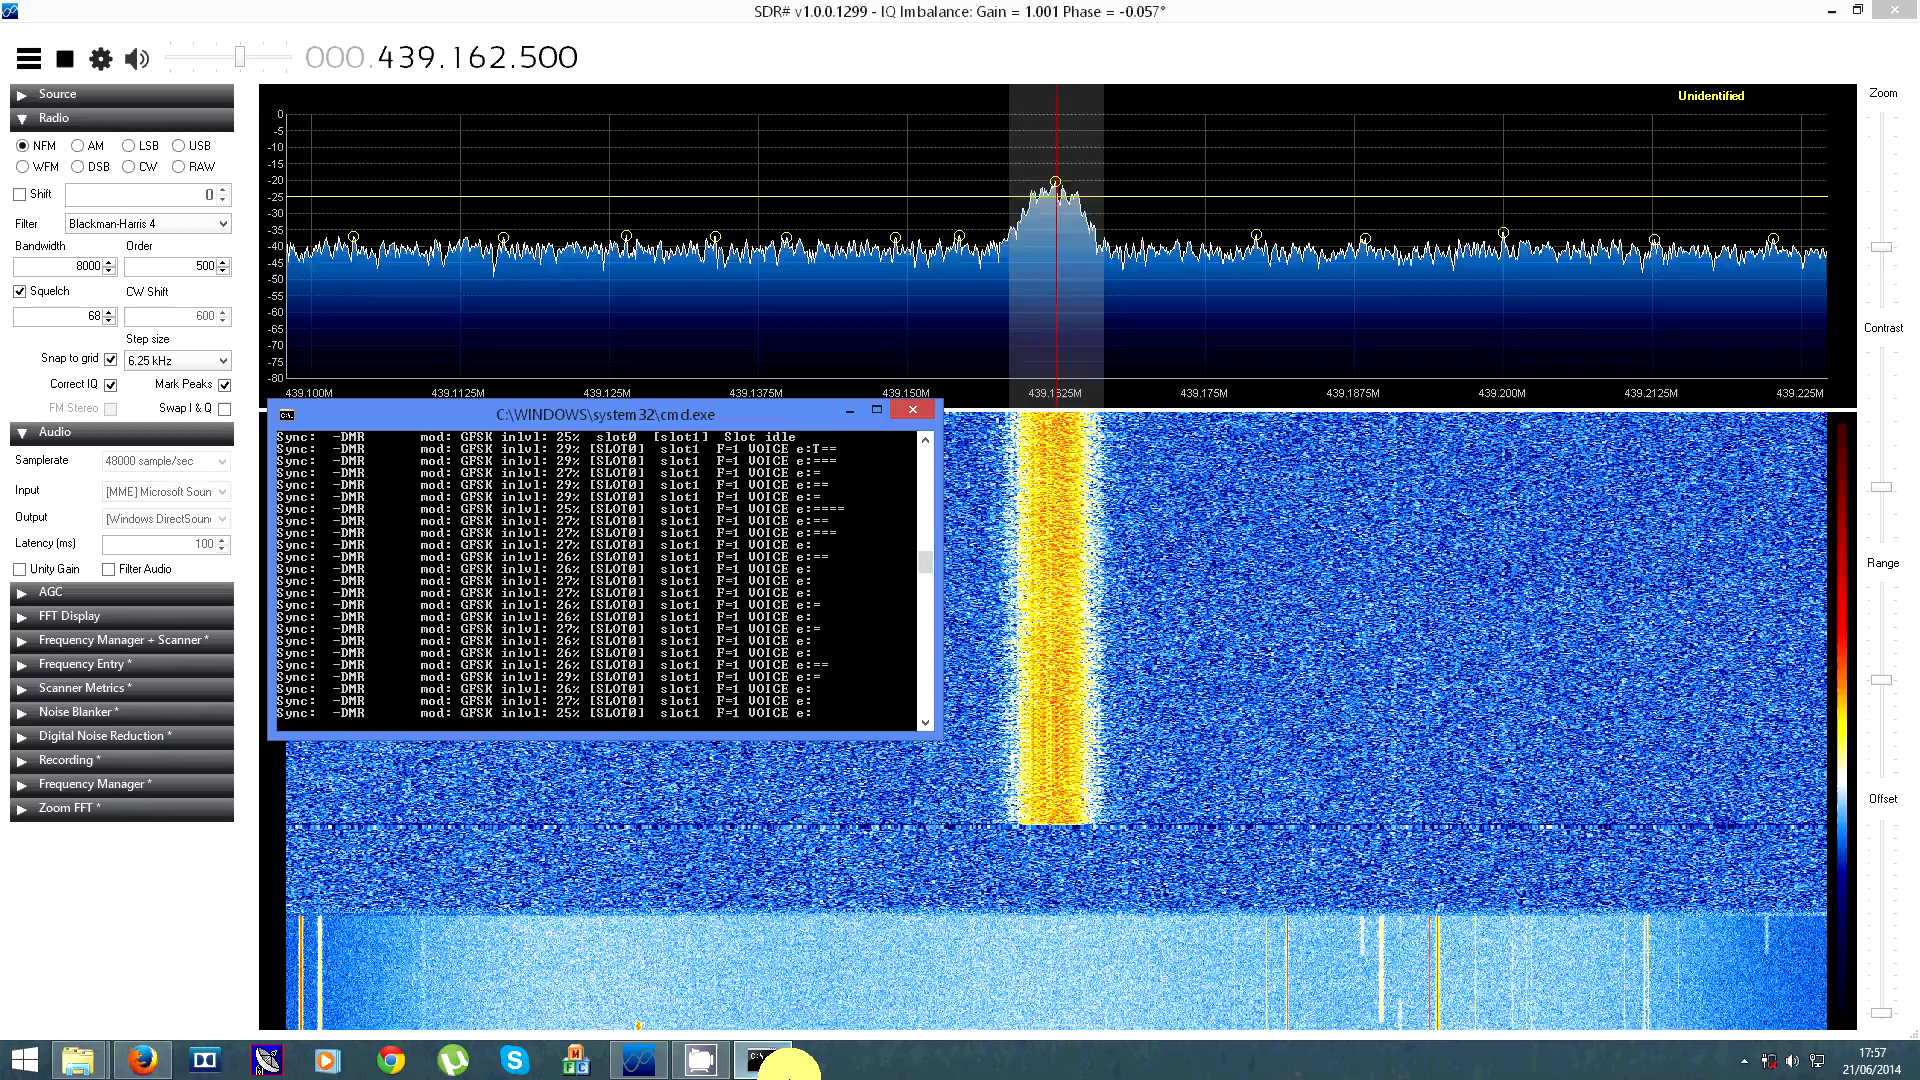 SDR# v1.0.0.1299 - IQ Imbalance: Gain = 1.001 Phase = -0.057°
000.439.162.500
Source
Radio
NFM AM LSB USB
WFM DSB CW RAW
Shift 0
Filter Blackman-Harris 4
Bandwidth Order
8000 500
Squelch CW Shift
68 600
Step size
Snap to grid 6.25 kHz
Correct IQ Mark Peaks
FM Stereo Swap I & Q
Audio
Samplerate 48000 sample/sec
Input [MME] Microsoft Soun
Output [Windows DirectSoun
Latency (ms) 100
Unity Gain Filter Audio
AGC
FFT Display
Frequency Manager + Scanner *
Frequency Entry *
Scanner Metrics *
Noise Blanker *
Digital Noise Reduction *
Recording *
Frequency Manager *
Zoom FFT *
Unidentified
0
-5
-10
-15
-20
-25
-30
-35
-40
-45
-50
-55
-60
-65
-70
-75
-80
439.100M 439.1125M 439.125M 439.1375M 439.150M 439.1625M 439.175M 439.1875M 439.200M 439.2125M 439.225M
C:\WINDOWS\system32\cmd.exe
Sync: -DMR mod: GFSK inlvl: 25% slot0 [slot1] Slot idle
Sync: -DMR mod: GFSK inlvl: 29% [SLOT0] slot1 F=1 VOICE e:T==
Sync: -DMR mod: GFSK inlvl: 29% [SLOT0] slot1 F=1 VOICE e:===
Sync: -DMR mod: GFSK inlvl: 27% [SLOT0] slot1 F=1 VOICE e:=
Sync: -DMR mod: GFSK inlvl: 29% [SLOT0] slot1 F=1 VOICE e:==
Sync: -DMR mod: GFSK inlvl: 29% [SLOT0] slot1 F=1 VOICE e:=
Sync: -DMR mod: GFSK inlvl: 25% [SLOT0] slot1 F=1 VOICE e:====
Sync: -DMR mod: GFSK inlvl: 27% [SLOT0] slot1 F=1 VOICE e:==
Sync: -DMR mod: GFSK inlvl: 27% [SLOT0] slot1 F=1 VOICE e:===
Sync: -DMR mod: GFSK inlvl: 27% [SLOT0] slot1 F=1 VOICE e:
Sync: -DMR mod: GFSK inlvl: 26% [SLOT0] slot1 F=1 VOICE e:==
Sync: -DMR mod: GFSK inlvl: 26% [SLOT0] slot1 F=1 VOICE e:
Sync: -DMR mod: GFSK inlvl: 27% [SLOT0] slot1 F=1 VOICE e:
Sync: -DMR mod: GFSK inlvl: 27% [SLOT0] slot1 F=1 VOICE e:
Sync: -DMR mod: GFSK inlvl: 26% [SLOT0] slot1 F=1 VOICE e:=
Sync: -DMR mod: GFSK inlvl: 26% [SLOT0] slot1 F=1 VOICE e:
Sync: -DMR mod: GFSK inlvl: 27% [SLOT0] slot1 F=1 VOICE e:=
Sync: -DMR mod: GFSK inlvl: 26% [SLOT0] slot1 F=1 VOICE e:
Sync: -DMR mod: GFSK inlvl: 26% [SLOT0] slot1 F=1 VOICE e:
Sync: -DMR mod: GFSK inlvl: 26% [SLOT0] slot1 F=1 VOICE e:==
Sync: -DMR mod: GFSK inlvl: 29% [SLOT0] slot1 F=1 VOICE e:=
Sync: -DMR mod: GFSK inlvl: 26% [SLOT0] slot1 F=1 VOICE e:
Sync: -DMR mod: GFSK inlvl: 27% [SLOT0] slot1 F=1 VOICE e:
Sync: -DMR mod: GFSK inlvl: 25% [SLOT0] slot1 F=1 VOICE e:
Zoom
Contrast
Range
Offset
17:57
21/06/2014